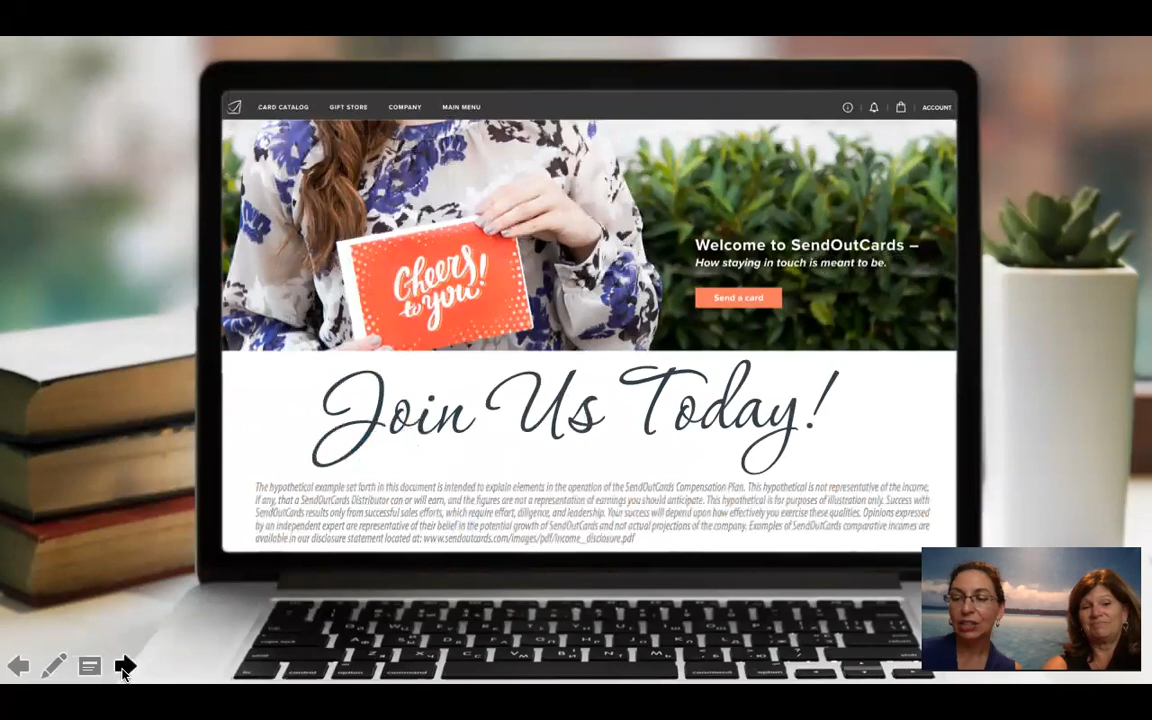 CARD CATALOG GIFT STORE COMPANY MAIN MENU ACCOUNT
Cheers
to you!
Welcome to SendOutCards –
How staying in touch is meant to be.
Send a card
Join Us Today!
The hypothetical example set forth in this document is intended to explain elements in the operation of the SendOutCards Compensation Plan. This hypothetical is not representative of the income,
if any, that a SendOutCards Distributor can or will earn, and the figures are not a representation of earnings you should anticipate. This hypothetical is for purposes of illustration only. Success with
SendOutCards results only from successful sales efforts, which require effort, diligence, and leadership. Your success will depend upon how effectively you exercise these qualities. Opinions expressed
by an independent expert are representative of their belief in the potential growth of SendOutCards and not actual projections of the company. Examples of SendOutCards comparative incomes are
available in our disclosure statement located at: www.sendoutcards.com/images/pdf/income_disclosure.pdf
control option command command option